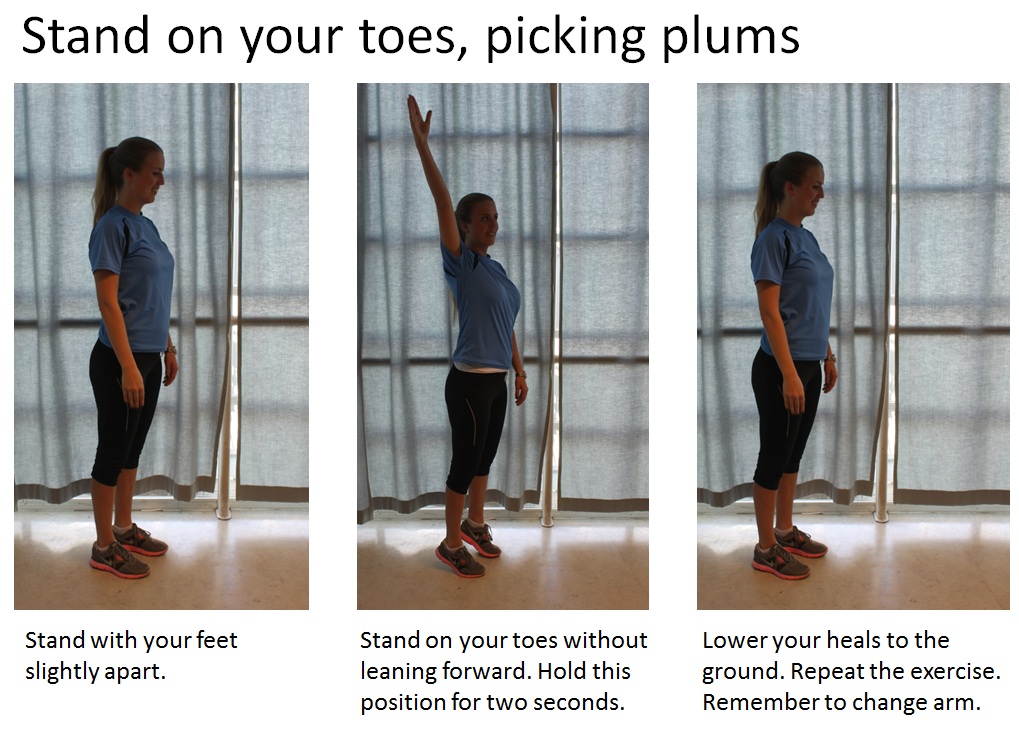 Stand on your toes, picking plums
Stand with your feet
slightly apart.
Stand on your toes without
leaning forward. Hold this
position for two seconds.
Lower your heals to the
ground. Repeat the exercise.
Remember to change arm.